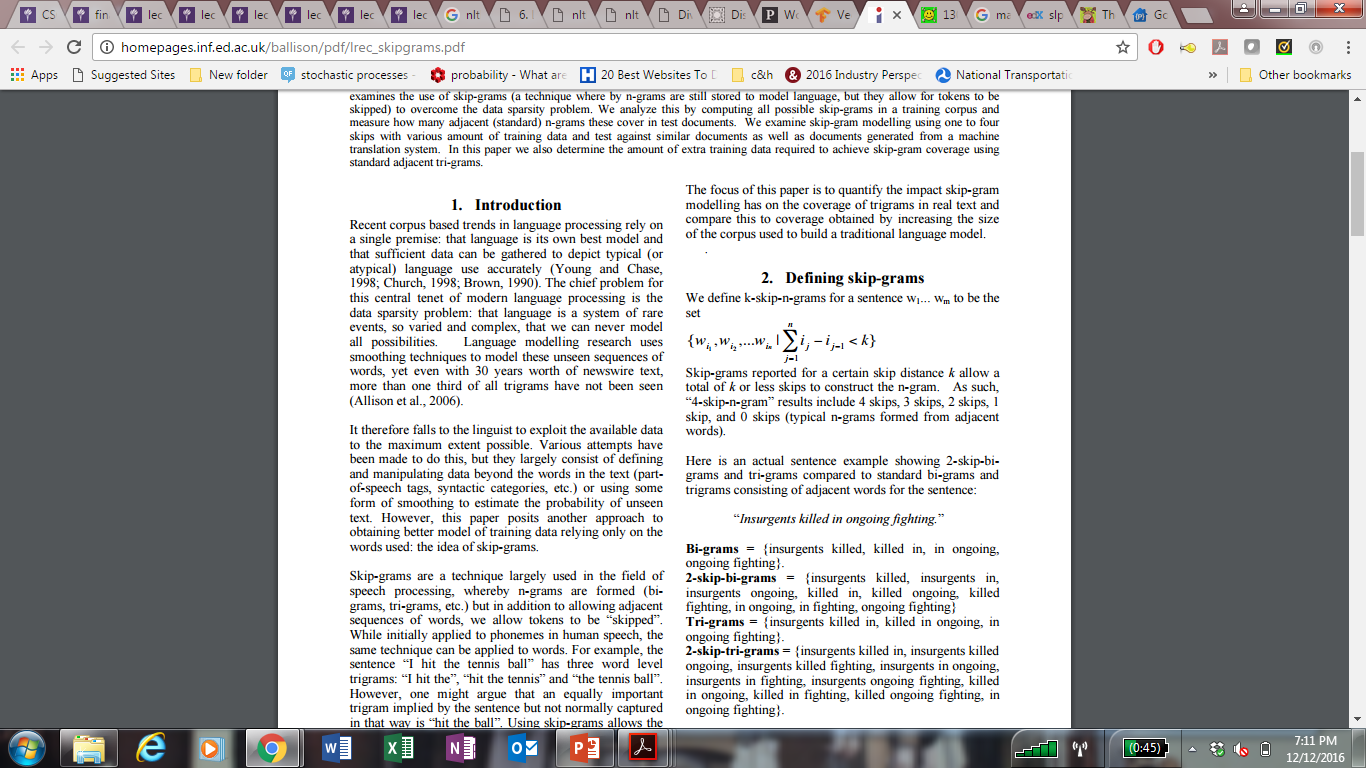 CS
fin
lec
lec
lec
lec
lec
lec
nlt
6.
nlt
nlt
Div
Dis
Wo
Ve
13
ma
slp
Th
Go
homepages.inf.ed.ac.uk/ballison/pdf/lrec_skipgrams.pdf
Apps Suggested Sites New folder stochastic processes - probability - What are 20 Best Websites To D c&h 2016 Industry Perspec National Transportatic » Other bookmarks
examines the use of skip-grams (a technique where by n-grams are still stored to model language, but they allow for tokens to be
skipped) to overcome the data sparsity problem. We analyze this by computing all possible skip-grams in a training corpus and
measure how many adjacent (standard) n-grams these cover in test documents. We examine skip-gram modelling using one to four
skips with various amount of training data and test against similar documents as well as documents generated from a machine
translation system. In this paper we also determine the amount of extra training data required to achieve skip-gram coverage using
standard adjacent tri-grams.
1. Introduction
Recent corpus based trends in language processing rely on
a single premise: that language is its own best model and
that sufficient data can be gathered to depict typical (or
atypical) language use accurately (Young and Chase,
1998; Church, 1998; Brown, 1990). The chief problem for
this central tenet of modern language processing is the
data sparsity problem: that language is a system of rare
events, so varied and complex, that we can never model
all possibilities. Language modelling research uses
smoothing techniques to model these unseen sequences of
words, yet even with 30 years worth of newswire text,
more than one third of all trigrams have not been seen
(Allison et al., 2006).
It therefore falls to the linguist to exploit the available data
to the maximum extent possible. Various attempts have
been made to do this, but they largely consist of defining
and manipulating data beyond the words in the text (part-
of-speech tags, syntactic categories, etc.) or using some
form of smoothing to estimate the probability of unseen
text. However, this paper posits another approach to
obtaining better model of training data relying only on the
words used: the idea of skip-grams.
Skip-grams are a technique largely used in the field of
speech processing, whereby n-grams are formed (bi-
grams, tri-grams, etc.) but in addition to allowing adjacent
sequences of words, we allow tokens to be “skipped”.
While initially applied to phonemes in human speech, the
same technique can be applied to words. For example, the
sentence “I hit the tennis ball” has three word level
trigrams: “I hit the”, “hit the tennis” and “the tennis ball”.
However, one might argue that an equally important
trigram implied by the sentence but not normally captured
in that way is “hit the ball”. Using skip-grams allows the
The focus of this paper is to quantify the impact skip-gram
modelling has on the coverage of trigrams in real text and
compare this to coverage obtained by increasing the size
of the corpus used to build a traditional language model.
.
2. Defining skip-grams
We define k-skip-n-grams for a sentence w₁... wₘ to be the
set
{w_{i_1}, w_{i_2},...w_{i_n} | ∑_{j=1}^{n} i_j − i_{j−1} < k}
Skip-grams reported for a certain skip distance k allow a
total of k or less skips to construct the n-gram. As such,
“4-skip-n-gram” results include 4 skips, 3 skips, 2 skips, 1
skip, and 0 skips (typical n-grams formed from adjacent
words).
Here is an actual sentence example showing 2-skip-bi-
grams and tri-grams compared to standard bi-grams and
trigrams consisting of adjacent words for the sentence:
“Insurgents killed in ongoing fighting.”
Bi-grams = {insurgents killed, killed in, in ongoing,
ongoing fighting}.
2-skip-bi-grams = {insurgents killed, insurgents in,
insurgents ongoing, killed in, killed ongoing, killed
fighting, in ongoing, in fighting, ongoing fighting}
Tri-grams = {insurgents killed in, killed in ongoing, in
ongoing fighting}.
2-skip-tri-grams = {insurgents killed in, insurgents killed
ongoing, insurgents killed fighting, insurgents in ongoing,
insurgents in fighting, insurgents ongoing fighting, killed
in ongoing, killed in fighting, killed ongoing fighting, in
ongoing fighting}.
(0:45)
7:11 PM
12/12/2016